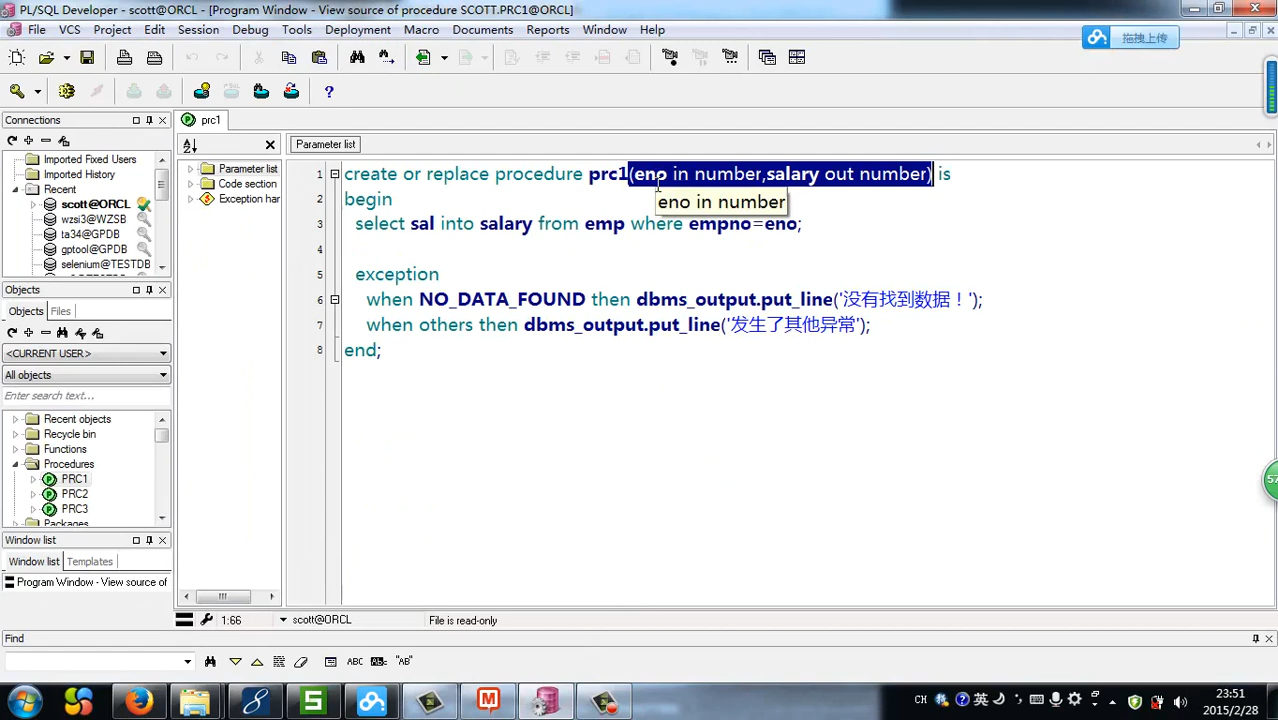 PL/SQL Developer - scott@ORCL - [Program Window - View source of procedure SCOTT.PRC1@ORCL]
File VCS Project Edit Session Debug Tools Deployment Macro Documents Reports Window Help
拖拽上传
Connections
prc1
Parameter list
Imported Fixed Users
Imported Types
Recent
scott@ORCL
wzsi3@WZSB
ta34@GPDB
gptool@GPDB
selenium@TESTDB
Parameter list
Code section
Exception har
1 create or replace procedure prc1(eno in number,salary out number) is
eno in number
2 begin
3 select sal into salary from emp where empno=eno;
4
5 exception
6 when NO_DATA_FOUND then dbms_output.put_line('没有找到数据！');
7 when others then dbms_output.put_line('发生了其他异常');
8 end;
Objects
Objects Files
<CURRENT USER>
All objects
Enter search text...
Recent objects
Recycle bin
Functions
Procedures
PRC1
PRC2
PRC3
Packages
Window list
Window list Templates
Program Window - View source of
1:66 scott@ORCL File is read-only
Find
ABC "AB"
57
CH 英
23:51
2015/2/28